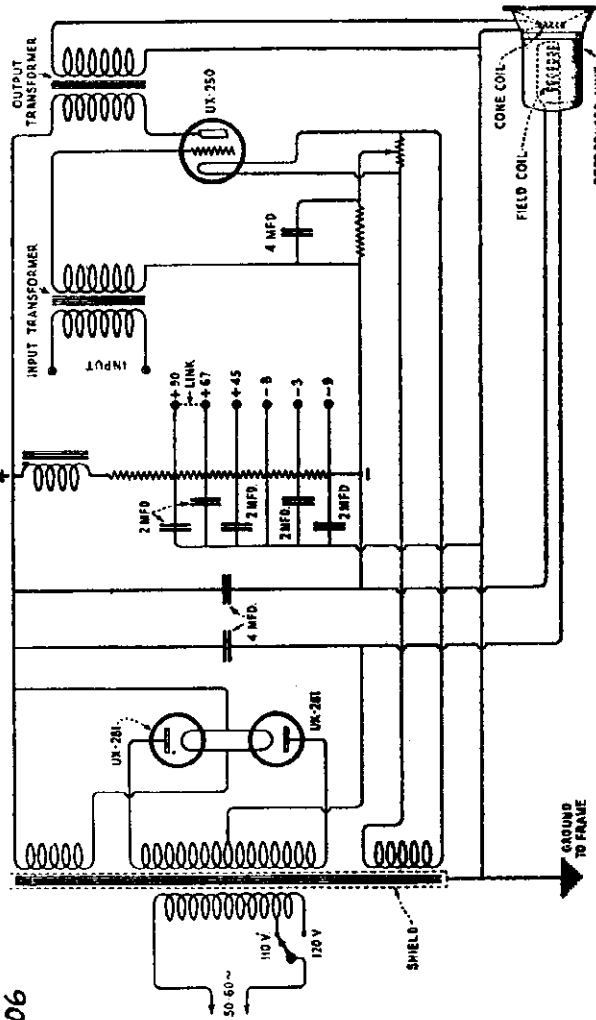 06
50-60~
110 V.
120 V
SHIELD
GROUND
TO FRAME
UX-281
UX-281
4 MFD.
2 MFD
2 MFD.
2 MFD.
2 MFD
+
−
+90
LINK
+67
+45
-B
-3
-9
INPUT
INPUT TRANSFORMER
4 MFD
UX-250
OUTPUT
TRANSFORMER
FIELD COIL
CONE COIL